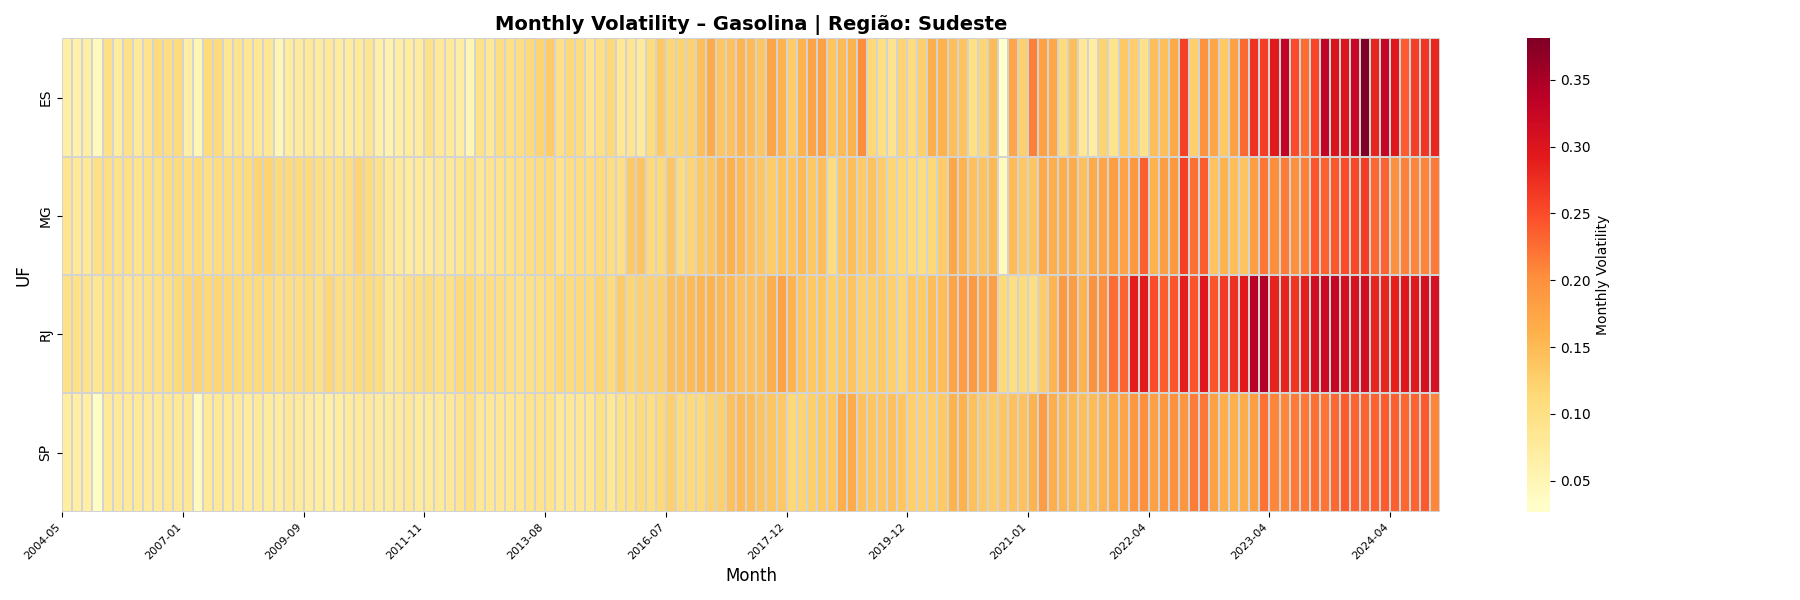 Monthly Volatility – Gasolina | Região: Sudeste
UF
ES
MG
RJ
SP
2004-05
2007-01
2009-09
2011-11
2013-08
2016-07
2017-12
2019-12
2021-01
2022-04
2023-04
2024-04
Month
0.35
0.30
0.25
0.20
0.15
0.10
0.05
Monthly Volatility